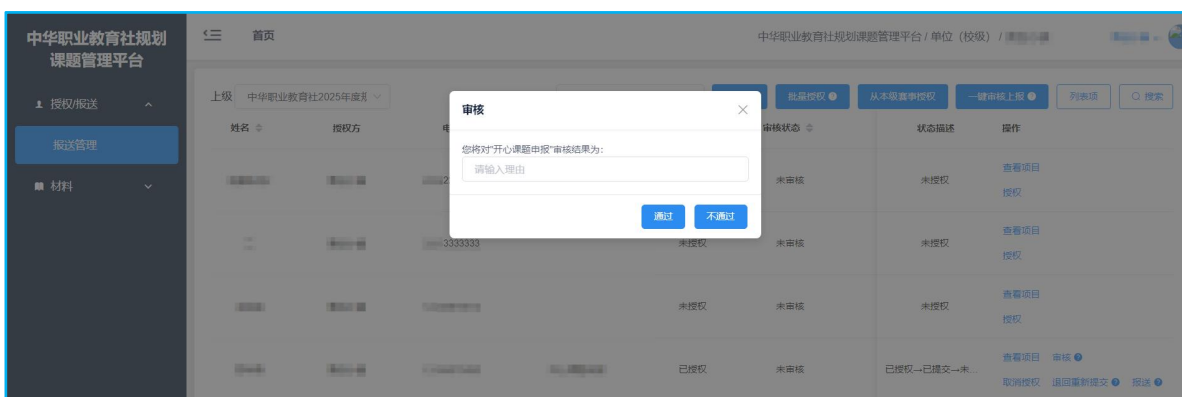 中华职业教育社规划
课题管理平台
首页
中华职业教育社规划课题管理平台 / 单位（校级） /
授权/报送
报送管理
材料
上级 中华职业教育社2025年度规
批量授权
从本级赛事授权
一键审核上报
列表项
搜索
姓名 授权方 审核状态 状态描述 操作
审核
您将对"开心课题申报"审核结果为：
请输入理由
通过 不通过
未审核 未授权 查看项目
授权
3333333 未授权 未审核 未授权 查看项目
授权
未授权 未审核 未授权 查看项目
授权
已授权 未审核 已授权→已提交→未... 查看项目 审核
取消授权 退回重新提交 报送